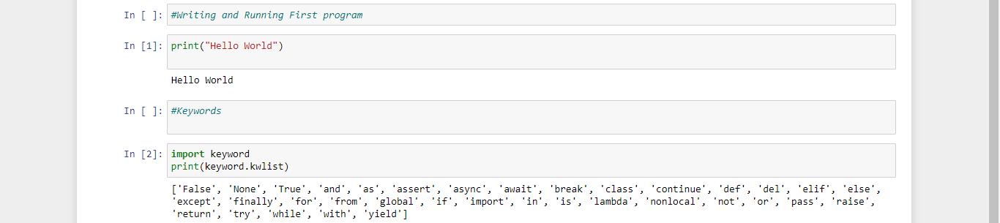 In [ ]: #Writing and Running First program
In [1]: print("Hello World")
Hello World
In [ ]: #Keywords
In [2]: import keyword
print(keyword.kwlist)
['False', 'None', 'True', 'and', 'as', 'assert', 'async', 'await', 'break', 'class', 'continue', 'def', 'del', 'elif', 'else',
'except', 'finally', 'for', 'from', 'global', 'if', 'import', 'in', 'is', 'lambda', 'nonlocal', 'not', 'or', 'pass', 'raise',
'return', 'try', 'while', 'with', 'yield']